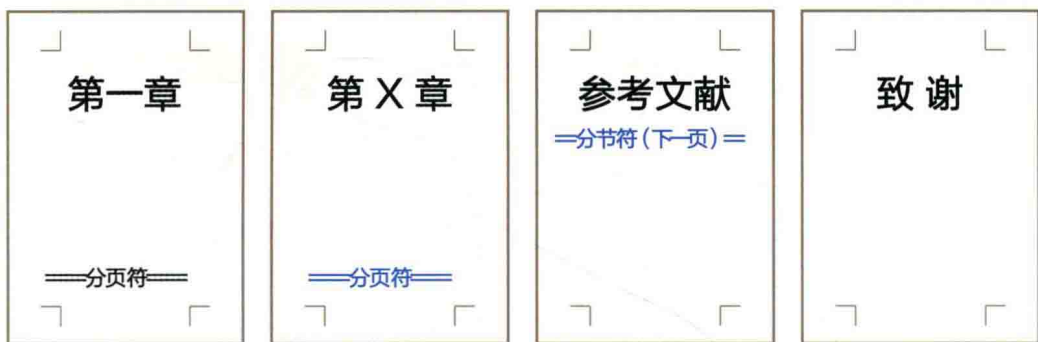 第一章
===分页符===
第 X 章
===分页符===
参考文献
==分节符(下一页)==
致 谢